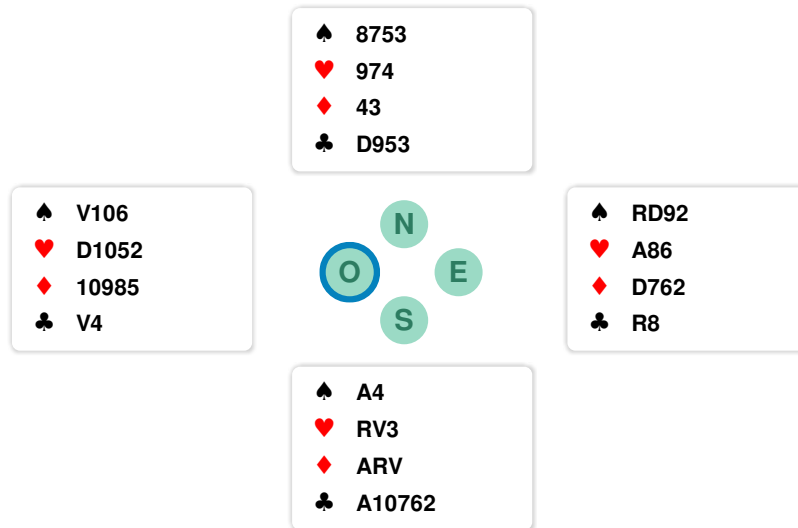 ♠ 8753
♥ 974
♦ 43
♣ D953
♠ V106
♥ D1052
♦ 10985
♣ V4
N
O E
S
♠ RD92
♥ A86
♦ D762
♣ R8
♠ A4
♥ RV3
♦ ARV
♣ A10762